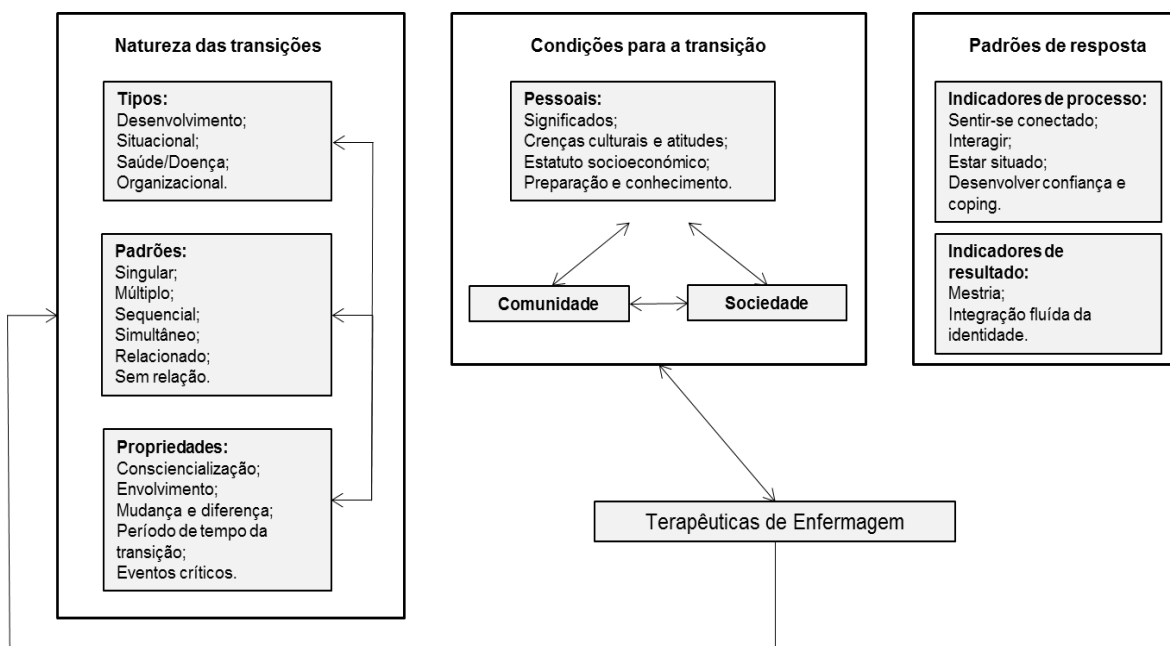 Natureza das transições
Tipos:
Desenvolvimento;
Situacional;
Saúde/Doença;
Organizacional.
Padrões:
Singular;
Múltiplo;
Sequencial;
Simultâneo;
Relacionado;
Sem relação.
Propriedades:
Consciencialização;
Envolvimento;
Mudança e diferença;
Período de tempo da
transição;
Eventos críticos.
Condições para a transição
Pessoais:
Significados;
Crenças culturais e atitudes;
Estatuto socioeconómico;
Preparação e conhecimento.
Comunidade
Sociedade
Padrões de resposta
Indicadores de processo:
Sentir-se conectado;
Interagir;
Estar situado;
Desenvolver confiança e
coping.
Indicadores de
resultado:
Mestria;
Integração fluída da
identidade.
Terapêuticas de Enfermagem